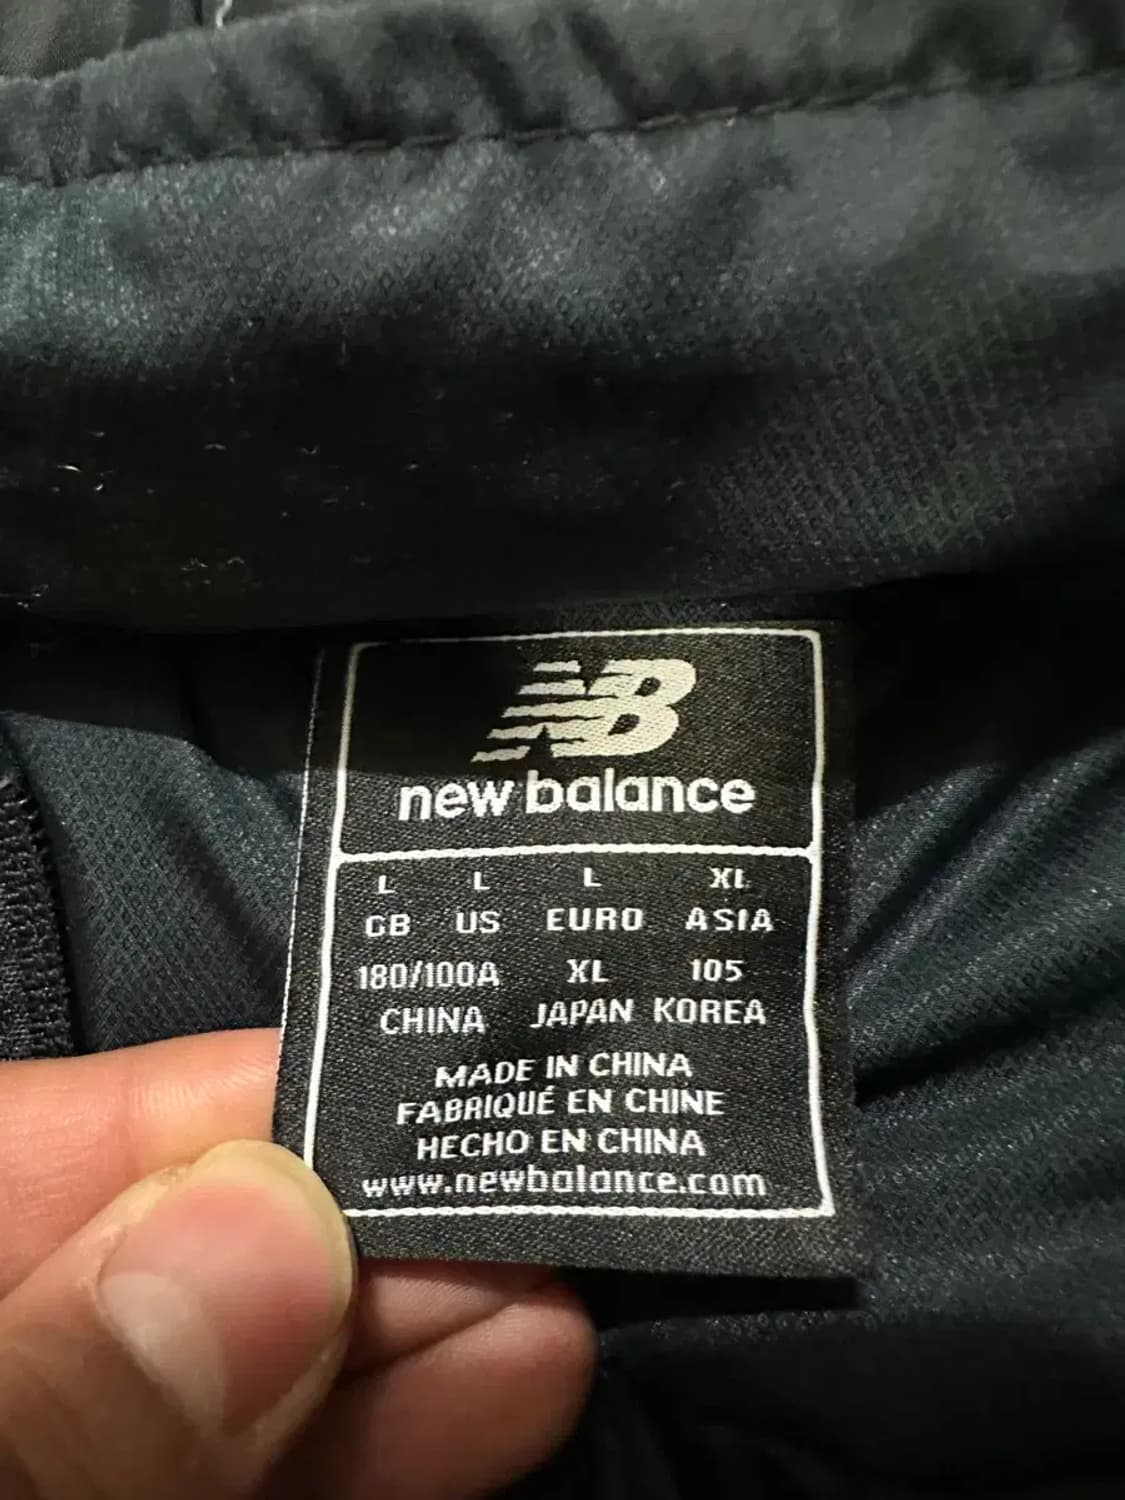 NB
new balance
L L L XL
GB US EURO ASIA
180/100A XL 105
CHINA JAPAN KOREA
MADE IN CHINA
FABRIQUÉ EN CHINE
HECHO EN CHINA
www.newbalance.com